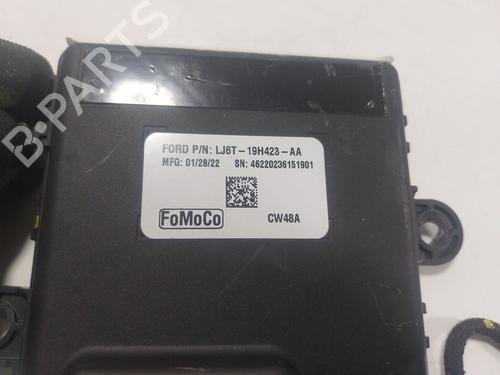 FORD P/N: LJ6T-19H423-AA
MFG: 01/28/22 SN: 46220236151901
FoMoCo
CW48A
B-PARTS